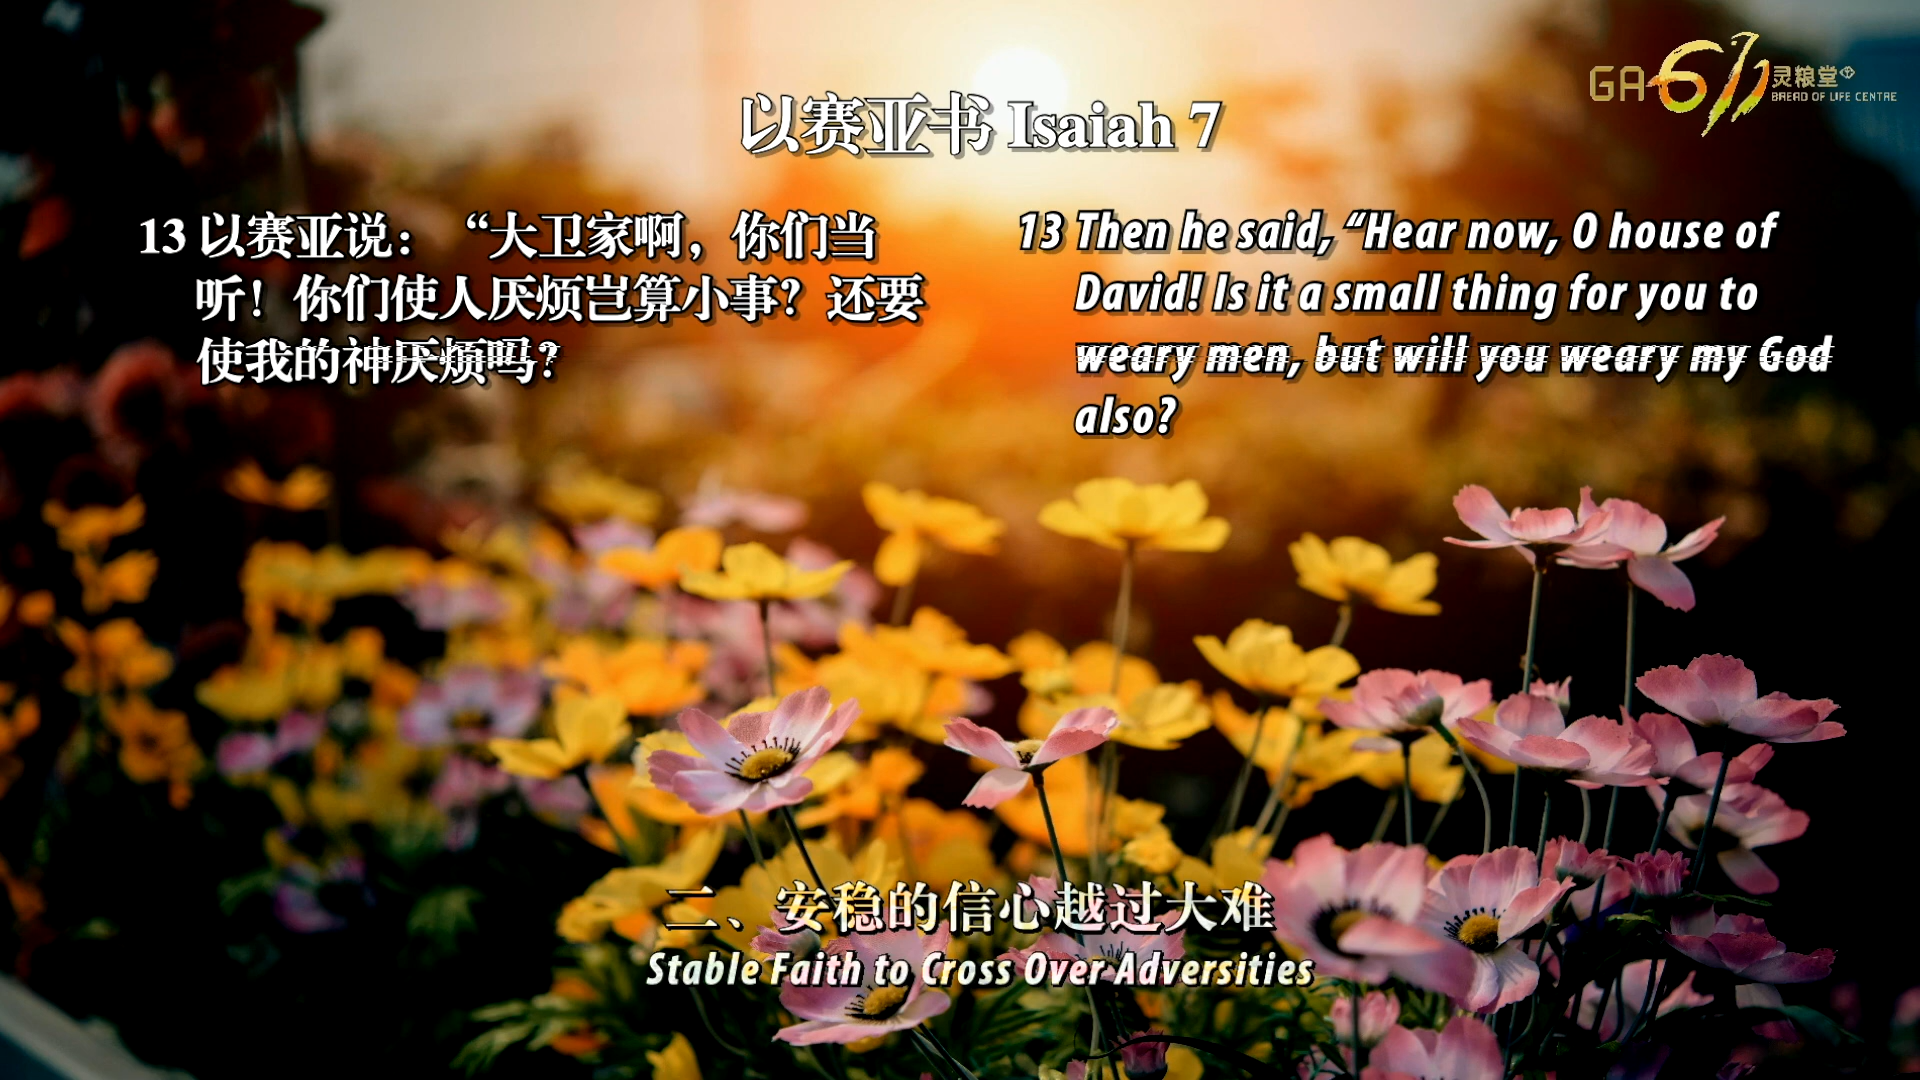 GA 611 灵粮堂
BREAD OF LIFE CENTRE
以赛亚书 Isaiah 7
13 以赛亚说：“大卫家啊，你们当
听！你们使人厌烦岂算小事？还要
使我的神厌烦吗？
13 Then he said, “Hear now, O house of
David! Is it a small thing for you to
weary men, but will you weary my God
also?
二、安稳的信心越过大难
Stable Faith to Cross Over Adversities